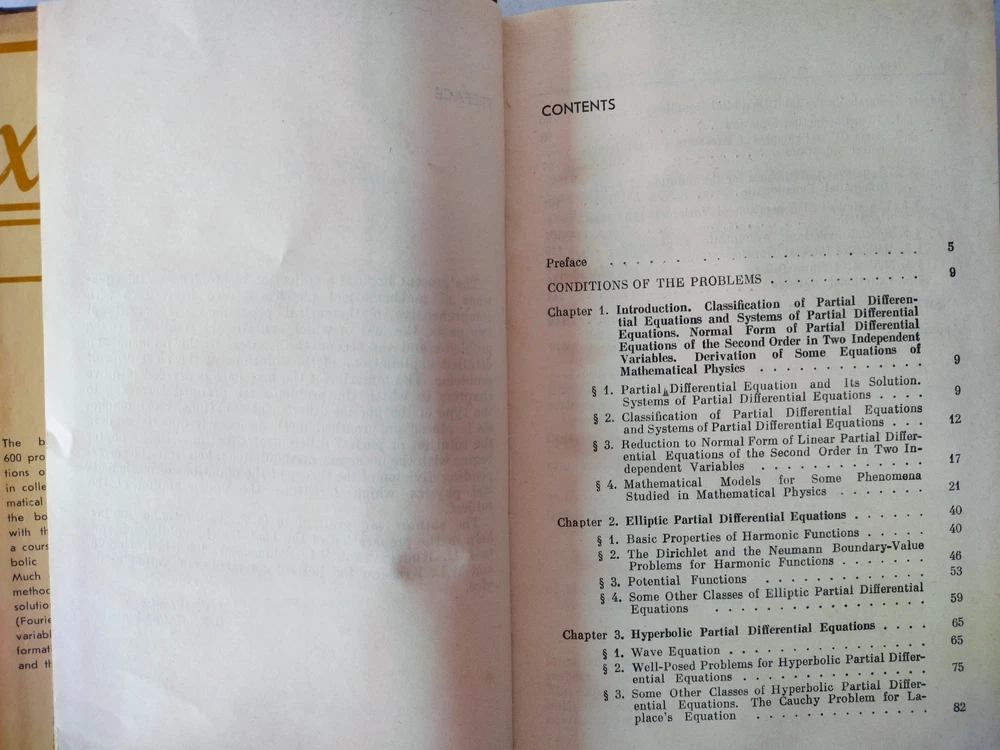 x
The b
600 pro
tions o
in colle
matical
the bo
with th
a cours
bolic
Much
method
solutio
(Fourie
variabl
format
and th
CONTENTS
Preface . . . . . . . . . . . . . . . . 5
CONDITIONS OF THE PROBLEMS . . . . . . . . . 9
Chapter 1. Introduction. Classification of Partial Differen-
tial Equations and Systems of Partial Differential
Equations. Normal Form of Partial Differential
Equations of the Second Order in Two Independent
Variables. Derivation of Some Equations of
Mathematical Physics . . . . . . . . . . . 9
§ 1. Partial Differential Equation and Its Solution.
Systems of Partial Differential Equations . . . . 9
§ 2. Classification of Partial Differential Equations
and Systems of Partial Differential Equations . . . 12
§ 3. Reduction to Normal Form of Linear Partial Differ-
ential Equations of the Second Order in Two In-
dependent Variables . . . . . . . . . . . 17
§ 4. Mathematical Models for Some Phenomena
Studied in Mathematical Physics . . . . . . . 21
Chapter 2. Elliptic Partial Differential Equations . . . . . . 40
§ 1. Basic Properties of Harmonic Functions . . . . . 40
§ 2. The Dirichlet and the Neumann Boundary-Value
Problems for Harmonic Functions . . . . . . . 46
§ 3. Potential Functions . . . . . . . . . . . 53
§ 4. Some Other Classes of Elliptic Partial Differential
Equations . . . . . . . . . . . . . . 59
Chapter 3. Hyperbolic Partial Differential Equations . . . . 65
§ 1. Wave Equation . . . . . . . . . . . . . 65
§ 2. Well-Posed Problems for Hyperbolic Partial Differ-
ential Equations . . . . . . . . . . . . . 75
§ 3. Some Other Classes of Hyperbolic Partial Differ-
ential Equations. The Cauchy Problem for La-
place's Equation . . . . . . . . . . . . 82